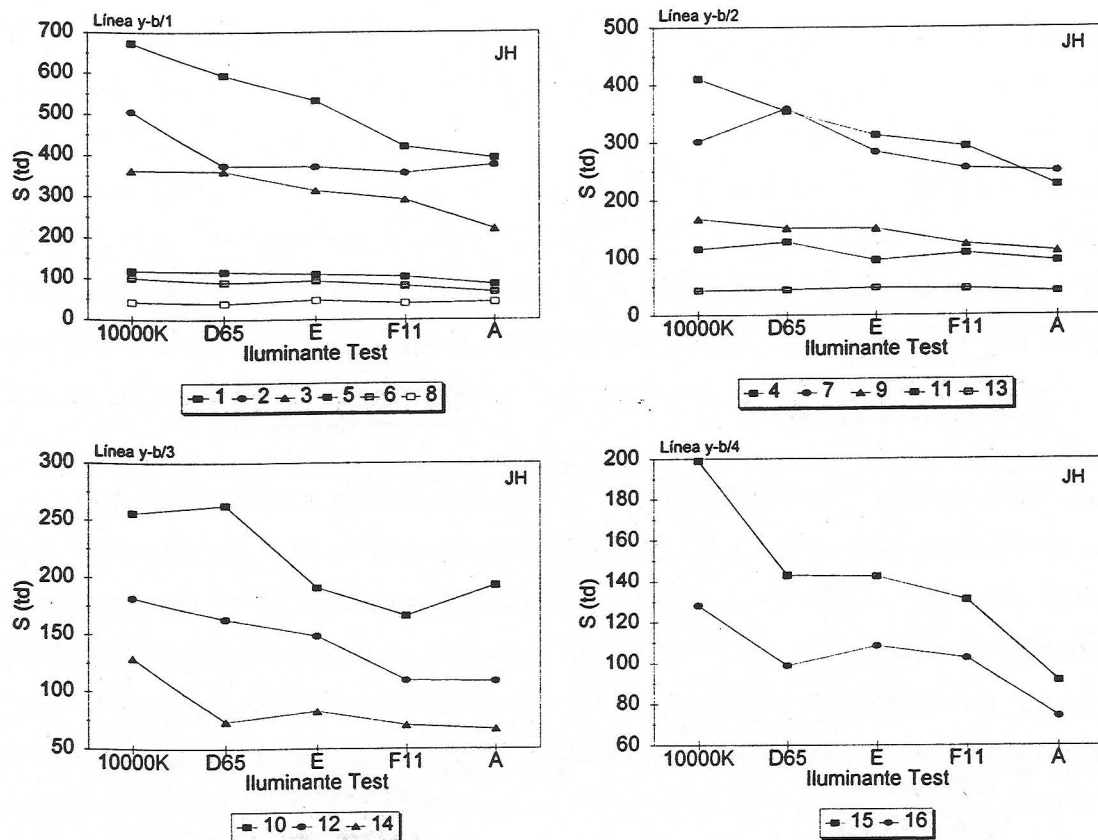 Línea y-b/1
JH
700
600
500
400
300
200
100
0
S (td)
10000K D65 E F11 A
Iluminante Test
1 2 3 5 6 8
Línea y-b/2
JH
500
400
300
200
100
0
S (td)
10000K D65 E F11 A
Iluminante Test
4 7 9 11 13
Línea y-b/3
JH
300
250
200
150
100
50
S (td)
10000K D65 E F11 A
Iluminante Test
10 12 14
Línea y-b/4
JH
200
180
160
140
120
100
80
60
S (td)
10000K D65 E F11 A
Iluminante Test
15 16